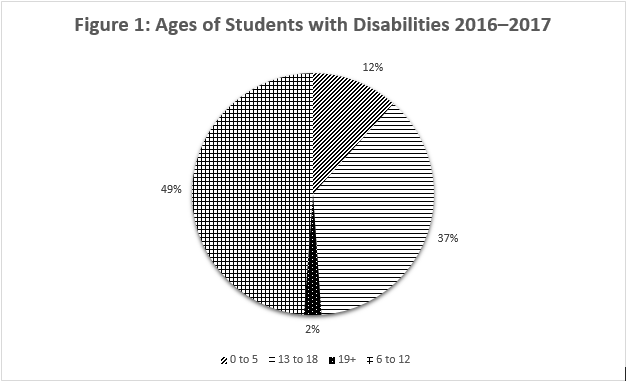 Figure 1: Ages of Students with Disabilities 2016–2017
12%
49%
37%
2%
0 to 5 13 to 18 19+ 6 to 12